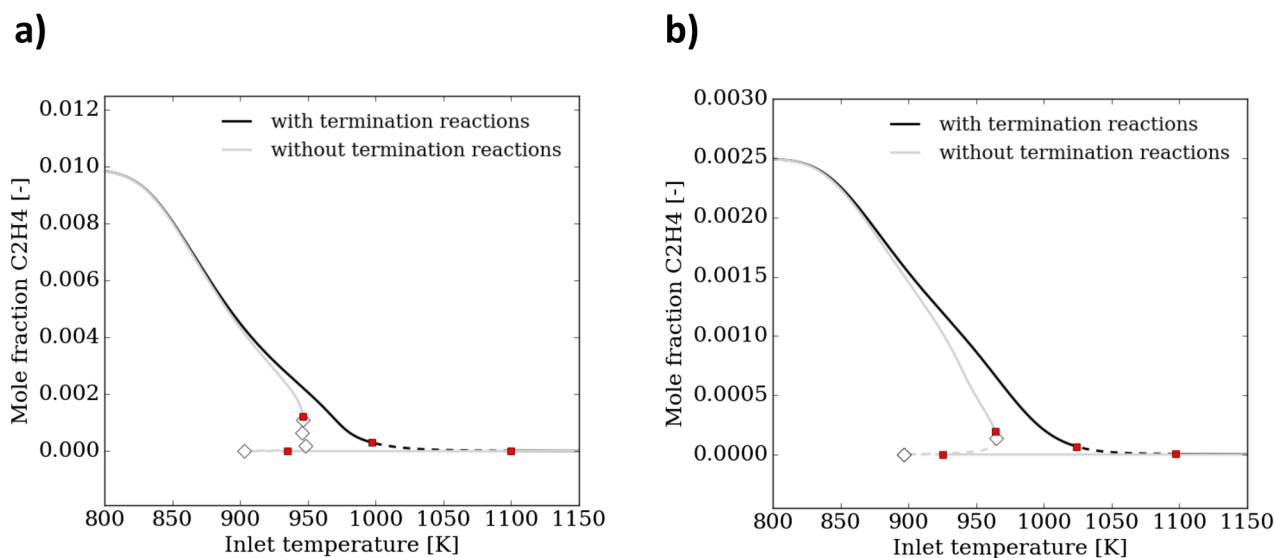 a)
0.012
0.010
0.008
0.006
0.004
0.002
0.000
Mole fraction C2H4 [-]
with termination reactions
without termination reactions
800 850 900 950 1000 1050 1100 1150
Inlet temperature [K]
b)
0.0030
0.0025
0.0020
0.0015
0.0010
0.0005
0.0000
Mole fraction C2H4 [-]
with termination reactions
without termination reactions
800 850 900 950 1000 1050 1100 1150
Inlet temperature [K]